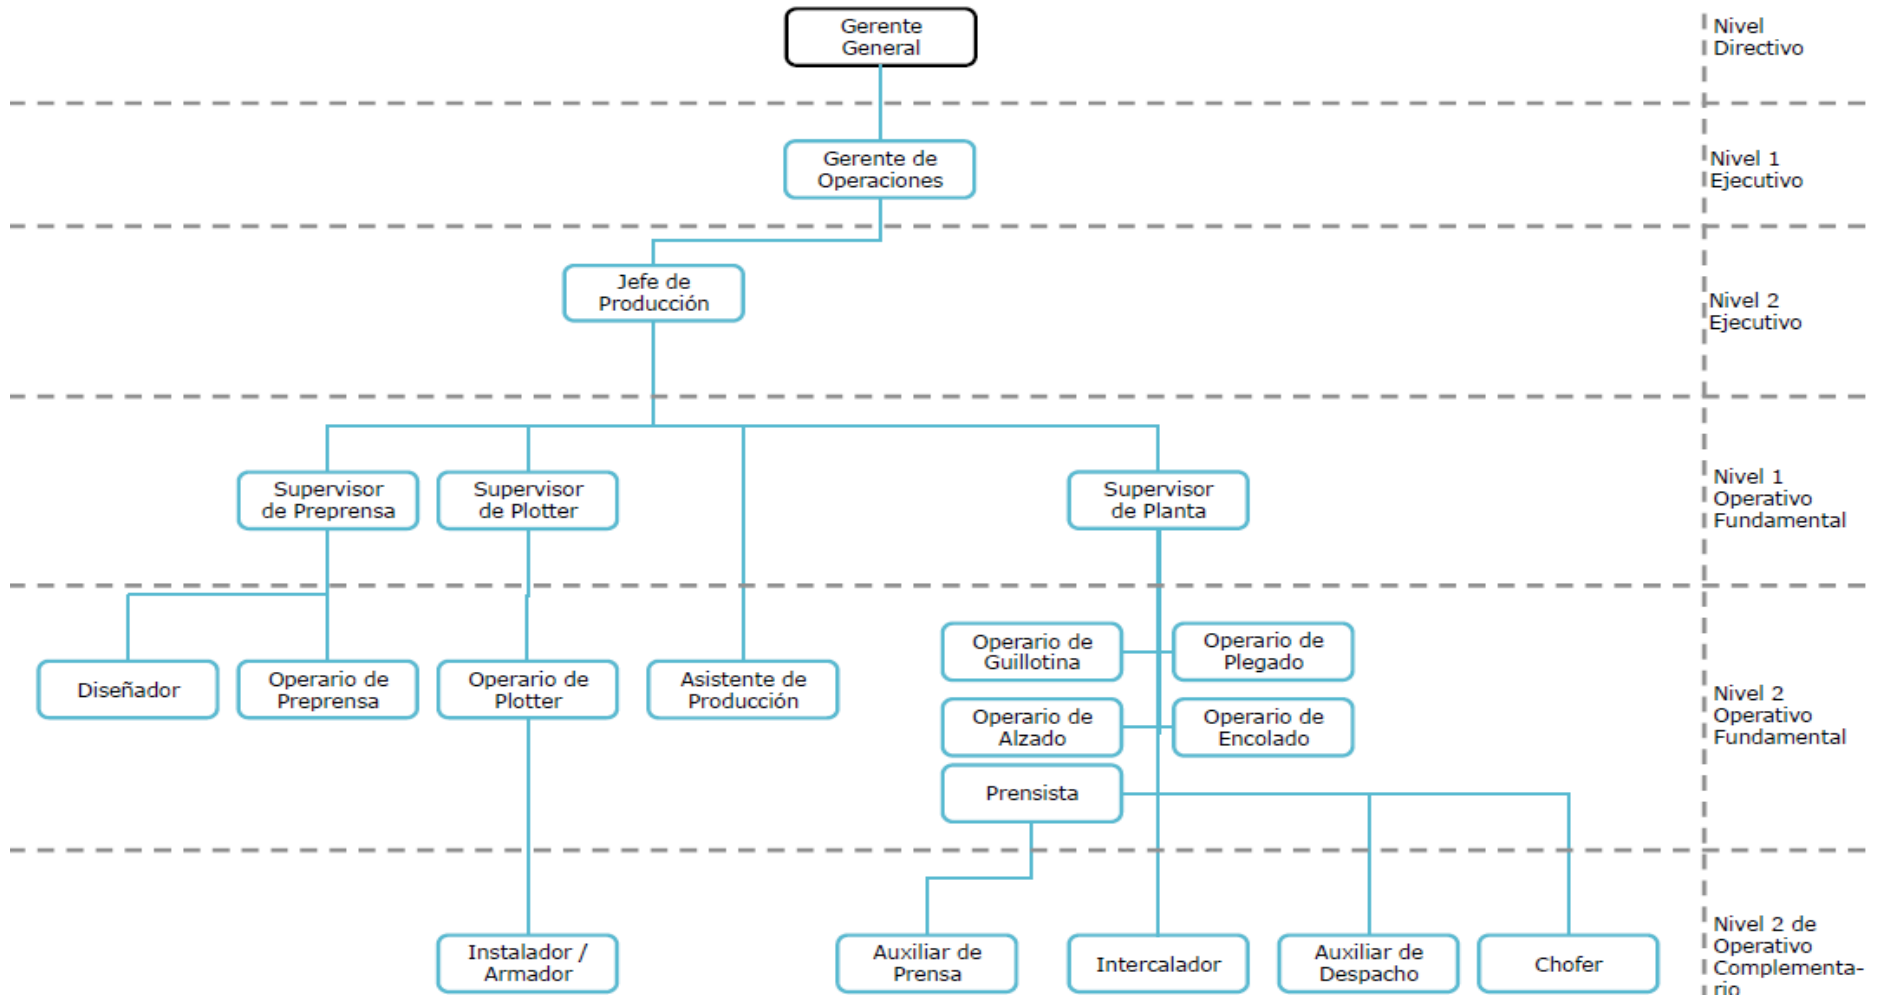 Gerente
General
Nivel
Directivo
Gerente de
Operaciones
Nivel 1
Ejecutivo
Jefe de
Producción
Nivel 2
Ejecutivo
Supervisor
de Preprensa
Supervisor
de Plotter
Supervisor
de Planta
Nivel 1
Operativo
Fundamental
Diseñador
Operario de
Preprensa
Operario de
Plotter
Asistente de
Producción
Operario de
Guillotina
Operario de
Plegado
Operario de
Alzado
Operario de
Encolado
Prensista
Nivel 2
Operativo
Fundamental
Instalador /
Armador
Auxiliar de
Prensa
Intercalador
Auxiliar de
Despacho
Chofer
Nivel 2 de
Operativo
Complementa-
rio